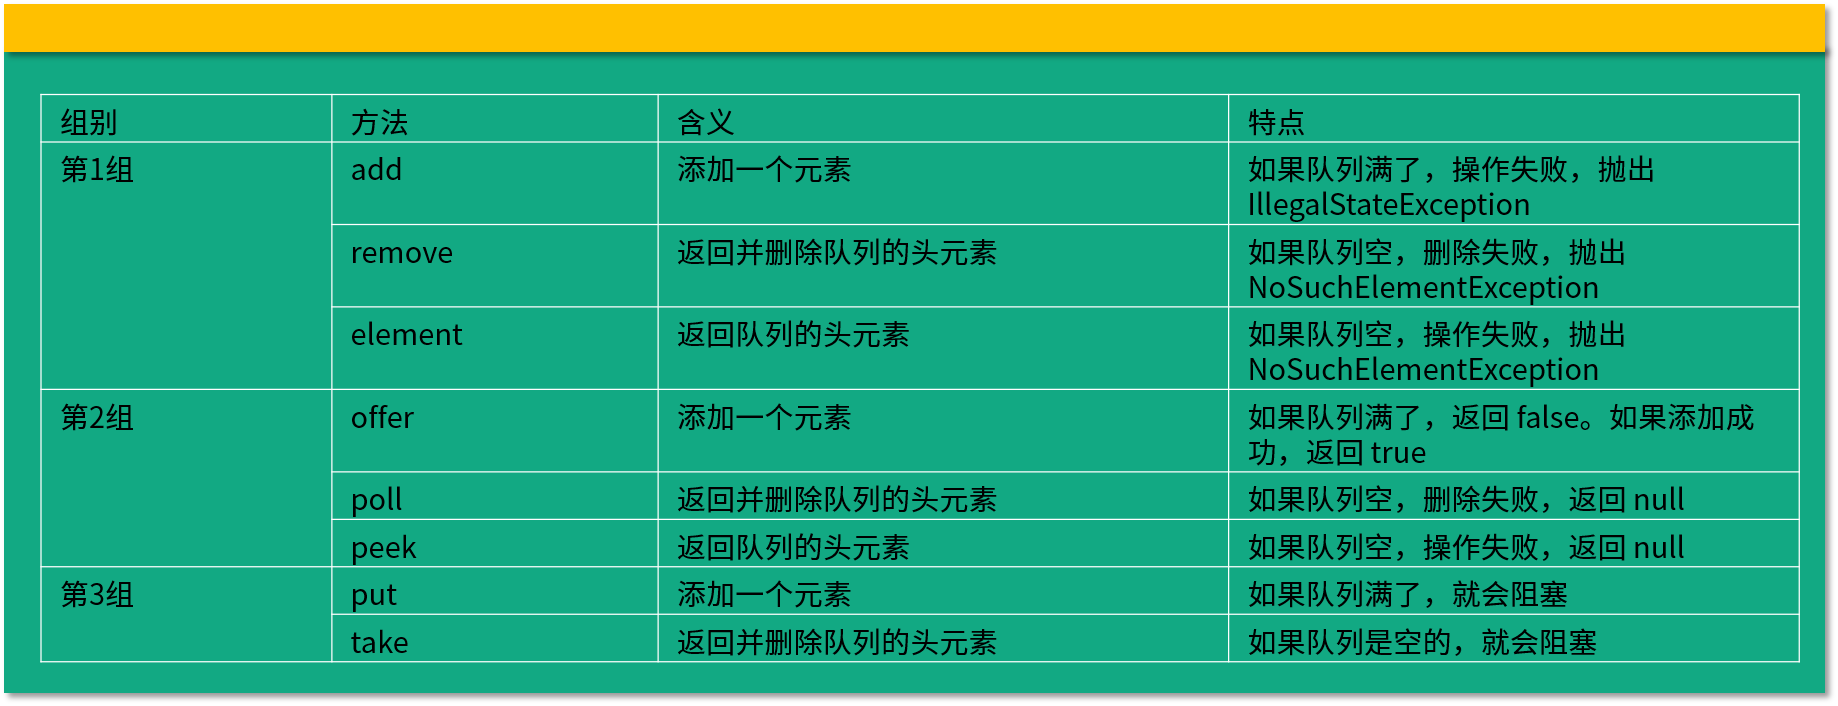 组别 方法 含义 特点
第1组 add 添加一个元素 如果队列满了，操作失败，抛出
IllegalStateException
remove 返回并删除队列的头元素 如果队列空，删除失败，抛出
NoSuchElementException
element 返回队列的头元素 如果队列空，操作失败，抛出
NoSuchElementException
第2组 offer 添加一个元素 如果队列满了，返回 false。如果添加成
功，返回 true
poll 返回并删除队列的头元素 如果队列空，删除失败，返回 null
peek 返回队列的头元素 如果队列空，操作失败，返回 null
第3组 put 添加一个元素 如果队列满了，就会阻塞
take 返回并删除队列的头元素 如果队列是空的，就会阻塞